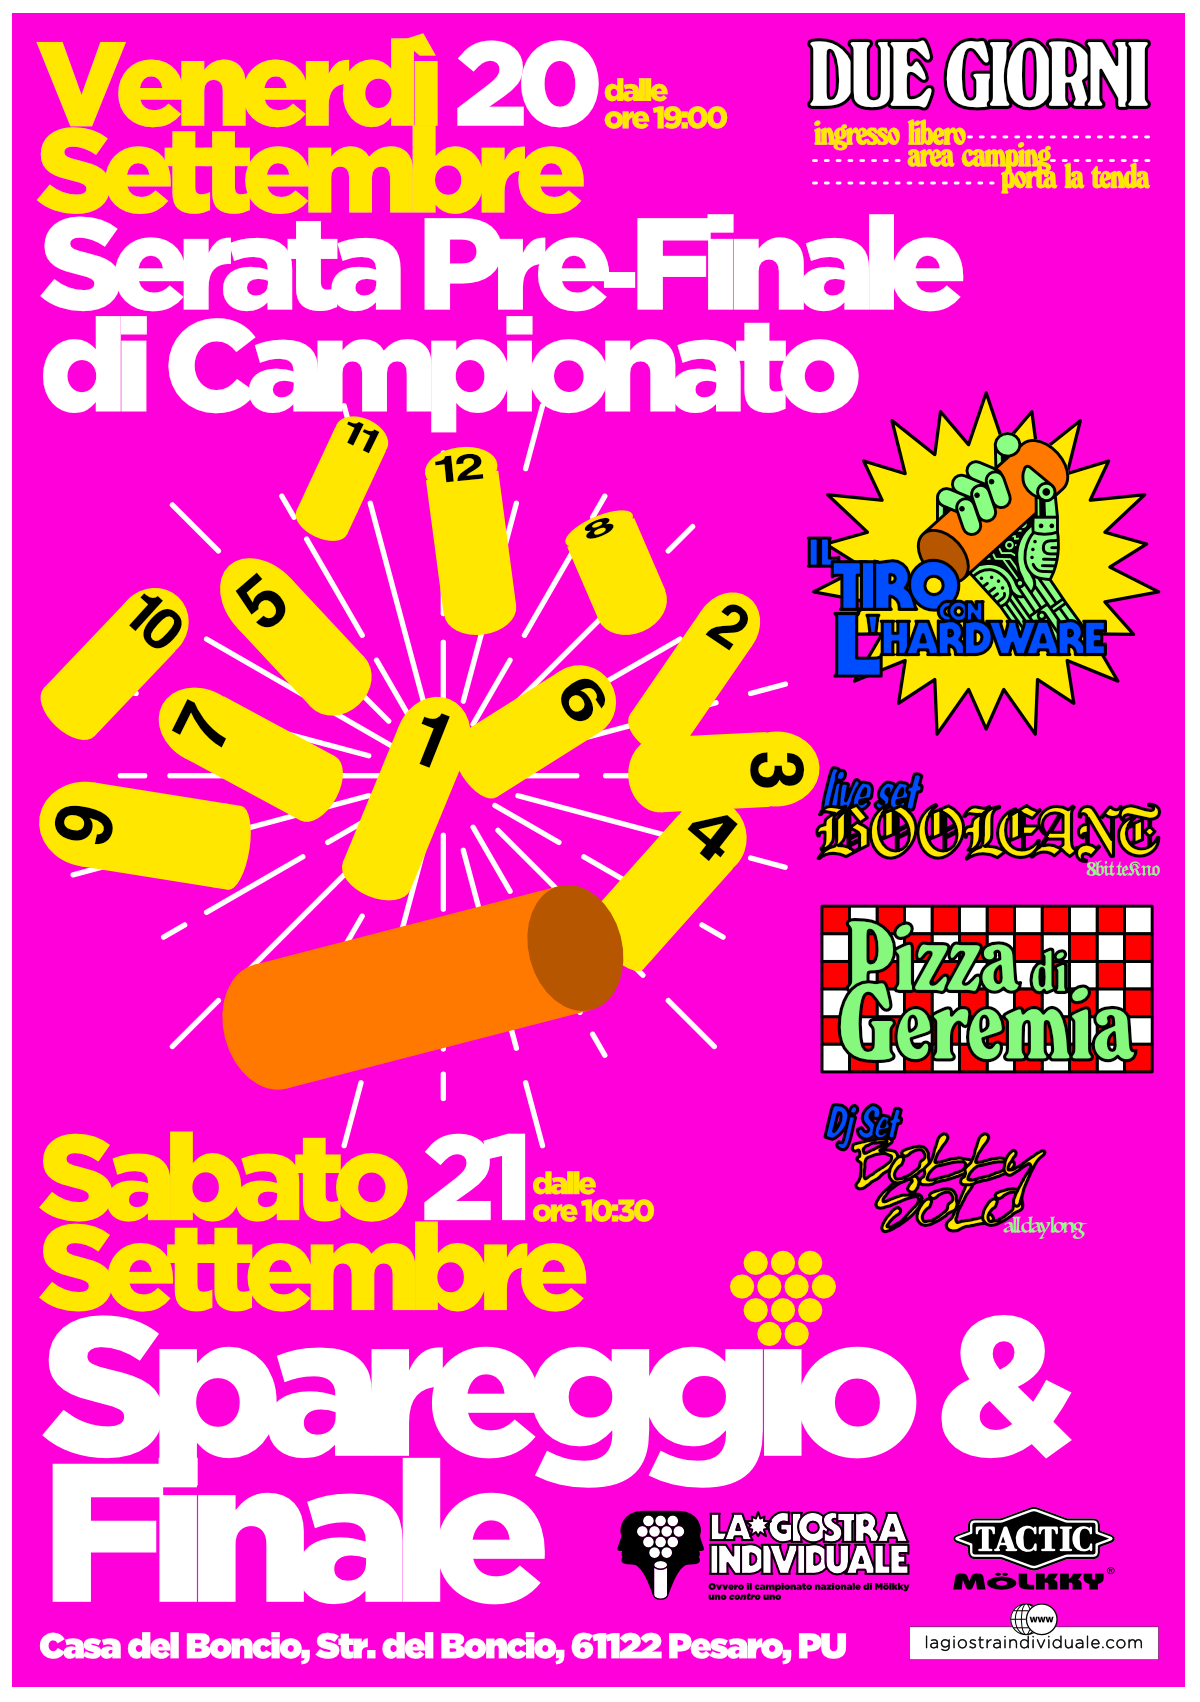 Venerdì 20 dalle
ore 19:00
Settembre
Serata Pre-Finale
di Campionato
DUE GIORNI
ingresso libero
area camping
porta la tenda
11
12
8
5
10
2
6
7
1
3
9
4
IL
TIRO
CON
L'HARDWARE
live set
BOOLEANT
8bit tekno
Pizza di
Geremia
Dj Set
Bobby
SOLO
all day long
Sabato 21 dalle
ore 10:30
Settembre
Spareggio &
Finale
LA GIOSTRA
INDIVIDUALE
Ovvero il campionato nazionale di Mölkky
uno contro uno
TACTIC
MÖLKKY®
www
lagiostraindividuale.com
Casa del Boncio, Str. del Boncio, 61122 Pesaro, PU